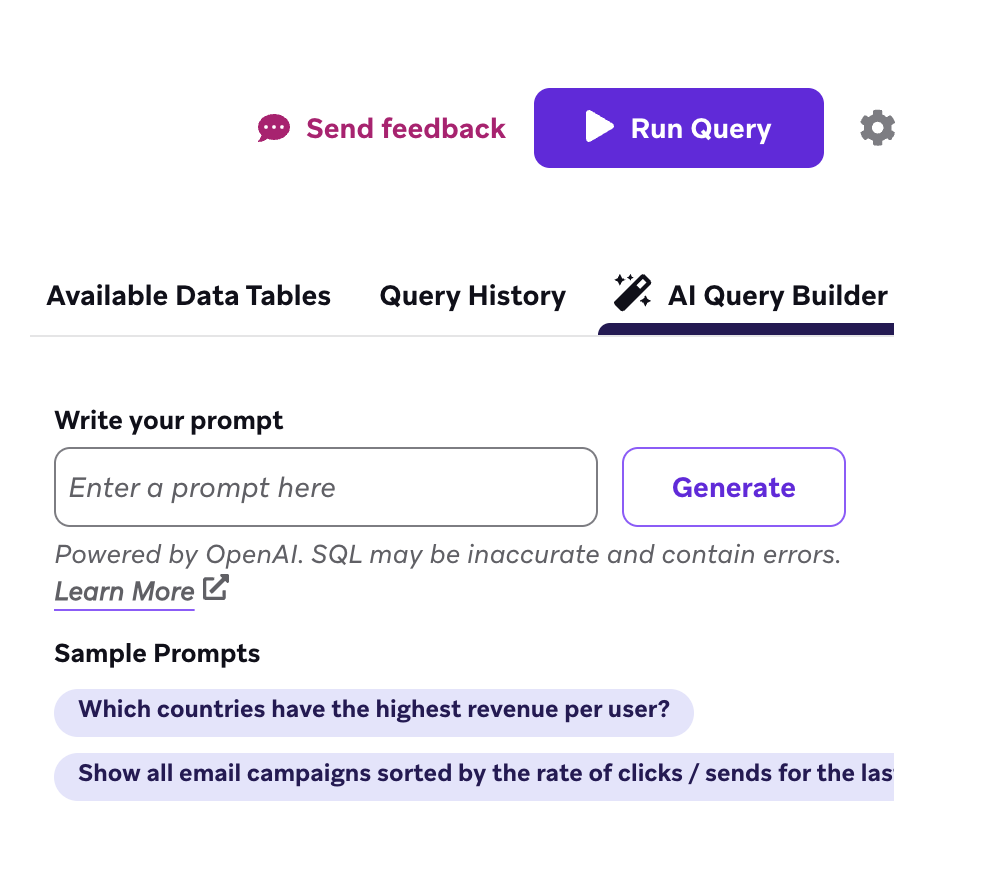 Send feedback
Run Query
Available Data Tables
Query History
AI Query Builder
Write your prompt
Enter a prompt here
Generate
Powered by OpenAI. SQL may be inaccurate and contain errors.
Learn More
Sample Prompts
Which countries have the highest revenue per user?
Show all email campaigns sorted by the rate of clicks / sends for the